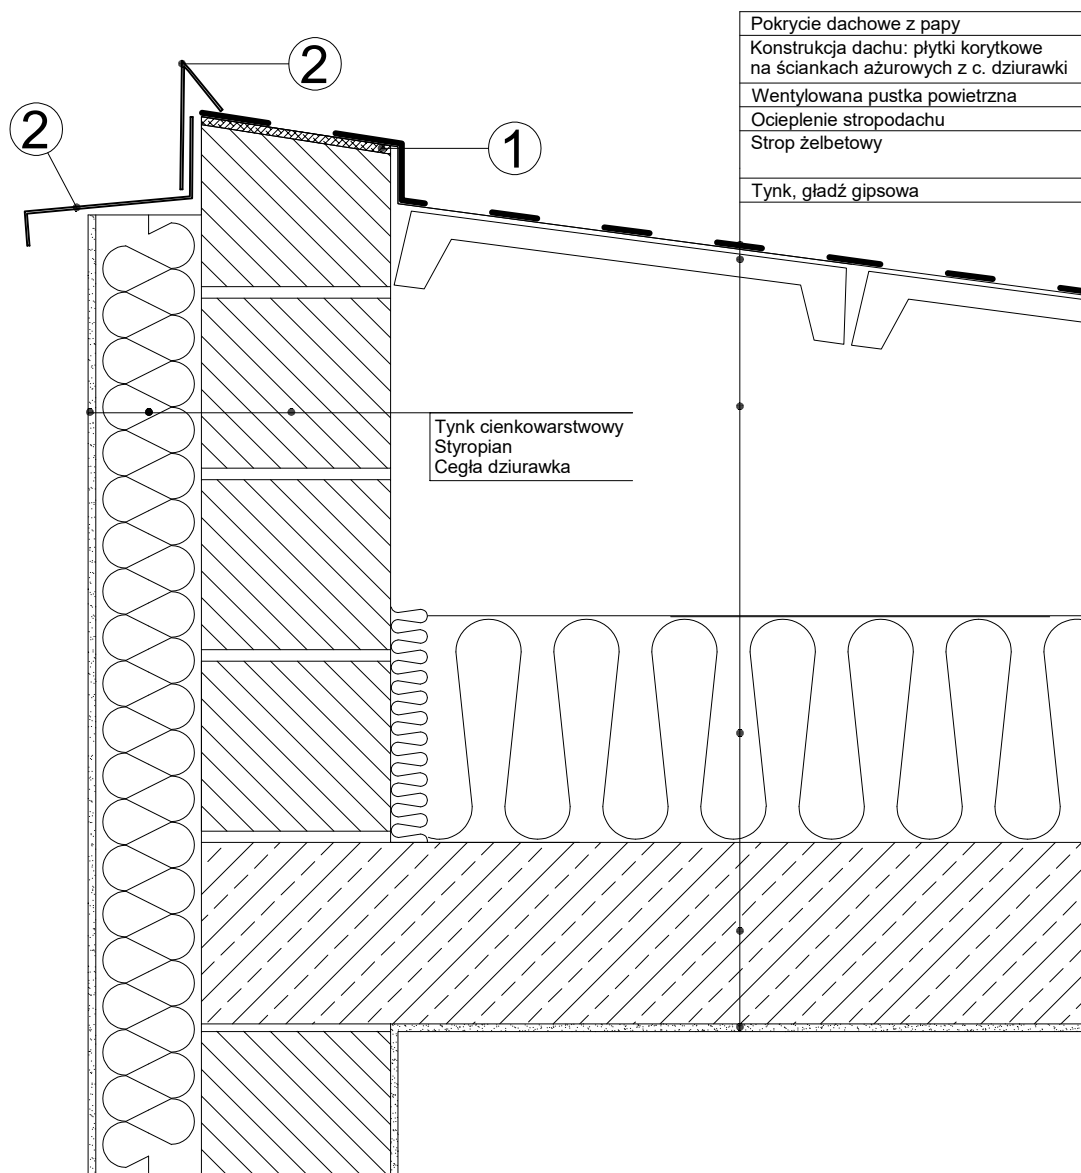 Pokrycie dachowe z papy
Konstrukcja dachu: płytki korytkowe
na ściankach ażurowych z c. dziurawki
Wentylowana pustka powietrzna
Ocieplenie stropodachu
Strop żelbetowy
Tynk, gładź gipsowa
2
2
1
Tynk cienkowarstwowy
Styropian
Cegła dziurawka